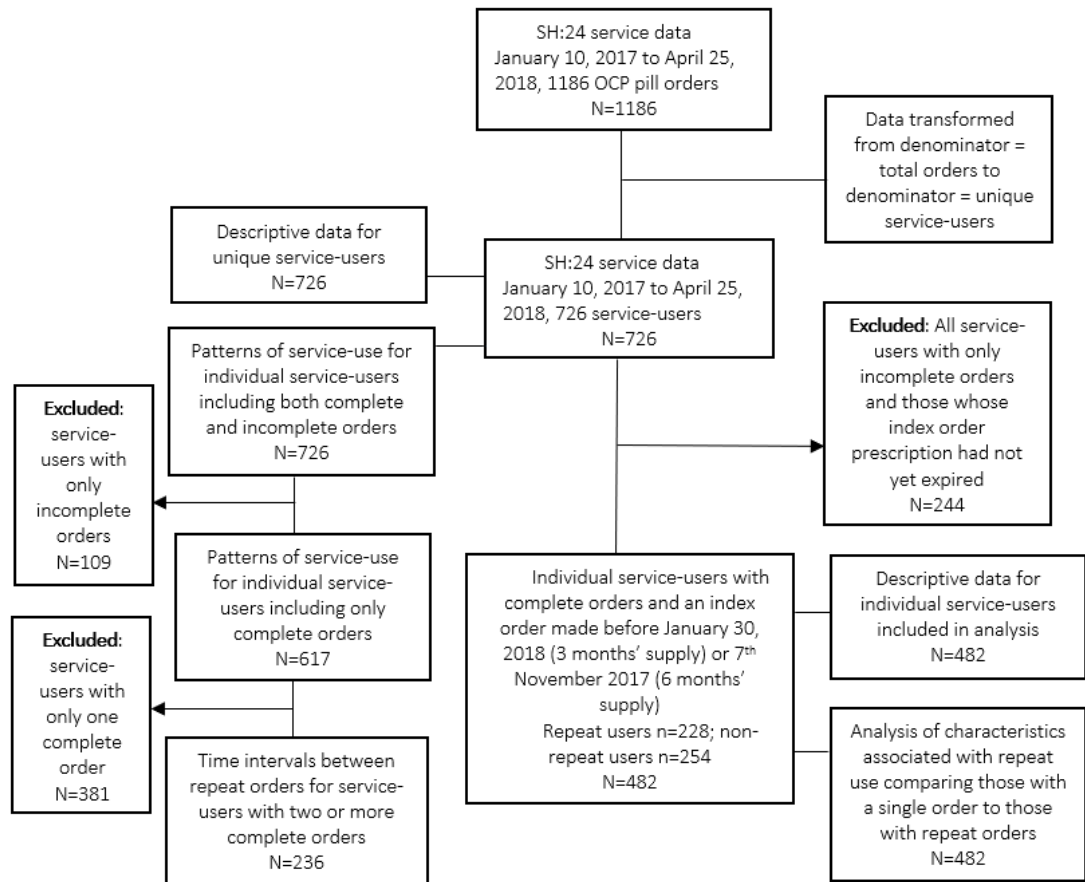 SH:24 service data
January 10, 2017 to April 25,
2018, 1186 OCP pill orders
N=1186
Data transformed
from denominator =
total orders to
denominator = unique
service-users
Descriptive data for
unique service-users
N=726
SH:24 service data
January 10, 2017 to April 25,
2018, 726 service-users
N=726
Excluded: All service-
users with only
incomplete orders
and those whose
index order
prescription had not
yet expired
N=244
Patterns of service-use for
individual service-users
including both complete
and incomplete orders
N=726
Excluded:
service-
users with
only
incomplete
orders
N=109
Patterns of service-use
for individual service-
users including only
complete orders
N=617
Excluded:
service-
users with
only one
complete
order
N=381
Time intervals between
repeat orders for service-
users with two or more
complete orders
N=236
Individual service-users with
complete orders and an index
order made before January 30,
2018 (3 months’ supply) or 7th
November 2017 (6 months’
supply)
Repeat users n=228; non-
repeat users n=254
N=482
Descriptive data for
individual service-users
included in analysis
N=482
Analysis of characteristics
associated with repeat
use comparing those with
a single order to those
with repeat orders
N=482